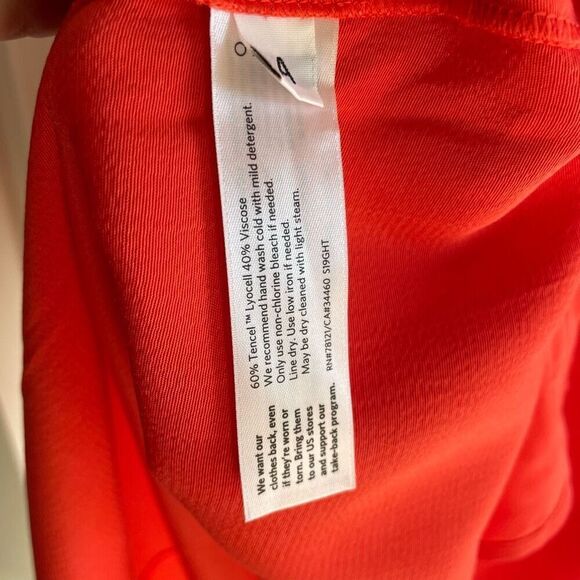 We want our
clothes back, even
if they're worn or
torn. Bring them
to our US stores
and support our
take-back program.
60% Tencel™ Lyocell 40% Viscose
We recommend hand wash cold with mild detergent.
Only use non-chlorine bleach if needed.
Line dry. Use low iron if needed.
May be dry cleaned with light steam.
RN#78121/CA#34460 S19GHT